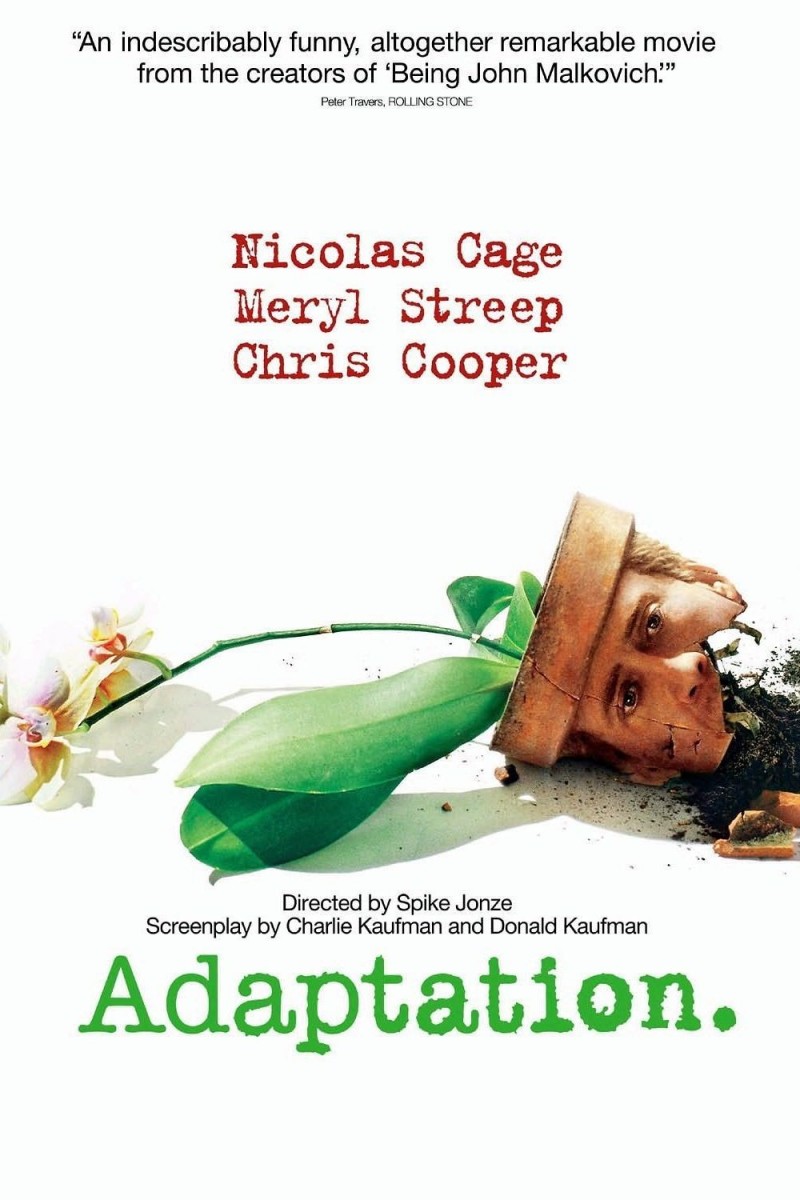 “An indescribably funny, altogether remarkable movie
from the creators of ‘Being John Malkovich.’”
Peter Travers, ROLLING STONE
Nicolas Cage
Meryl Streep
Chris Cooper
Directed by Spike Jonze
Screenplay by Charlie Kaufman and Donald Kaufman
Adaptation.